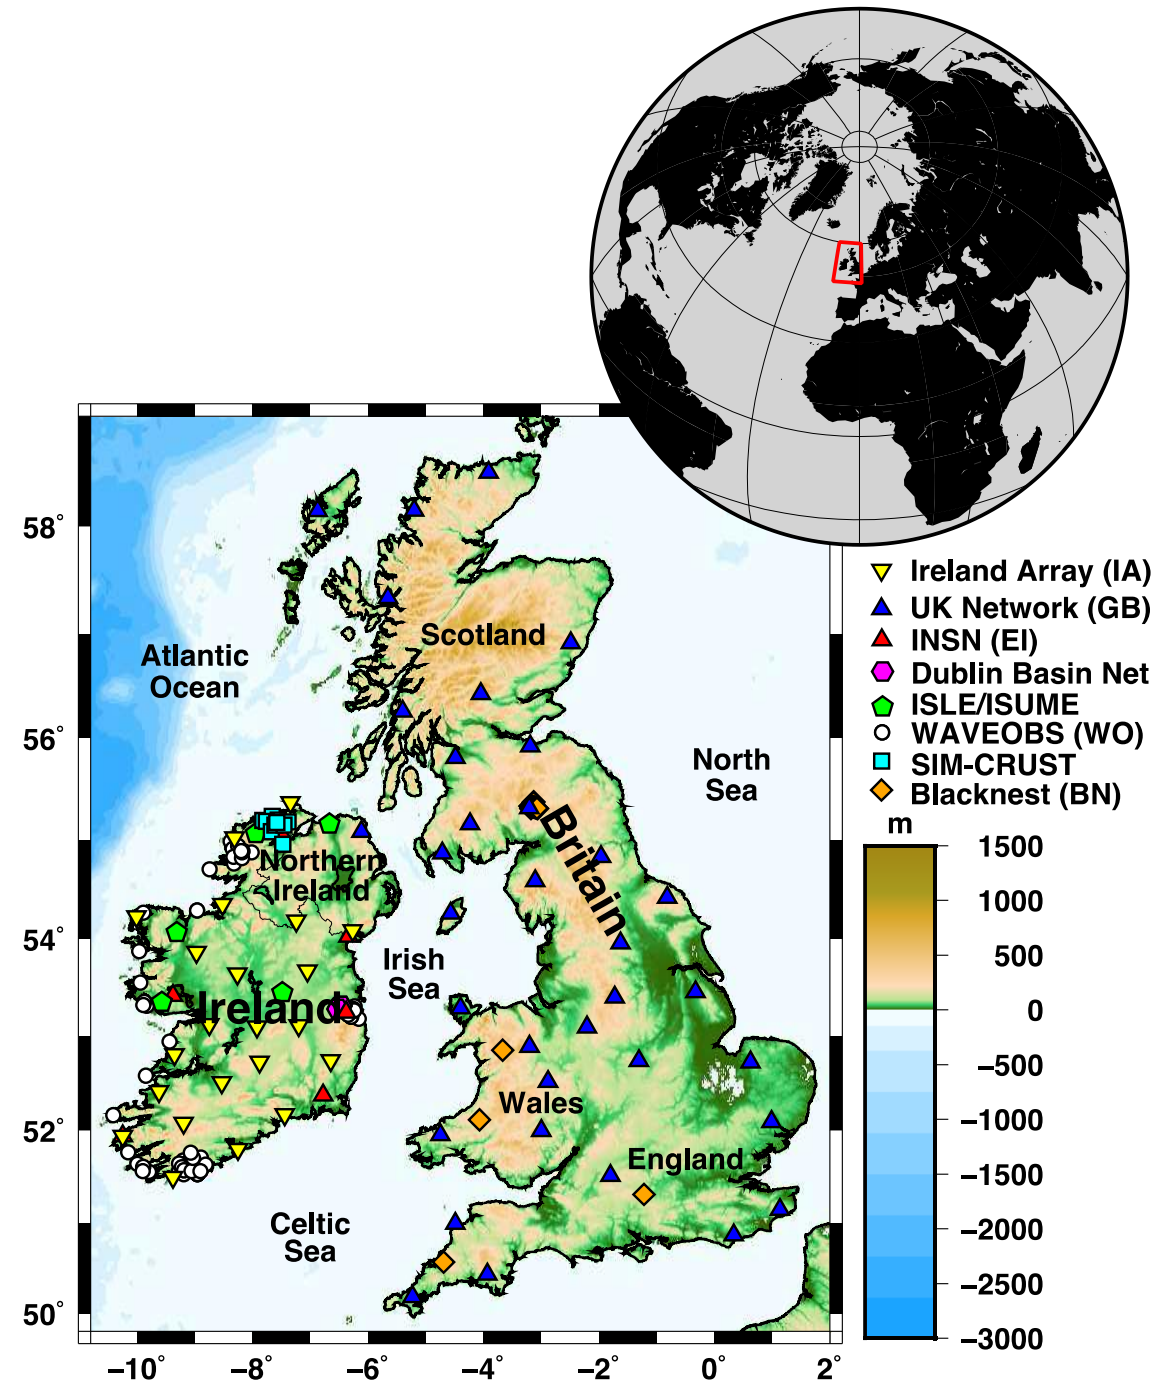 58°
56°
54°
52°
50°
−10°
−8°
−6°
−4°
−2°
0°
2°
Atlantic
Ocean
Scotland
North
Sea
Britain
Northern
Ireland
Irish
Sea
Ireland
Wales
England
Celtic
Sea
Ireland Array (IA)
UK Network (GB)
INSN (EI)
Dublin Basin Net
ISLE/ISUME
WAVEOBS (WO)
SIM-CRUST
Blacknest (BN)
m
1500
1000
500
0
−500
−1000
−1500
−2000
−2500
−3000